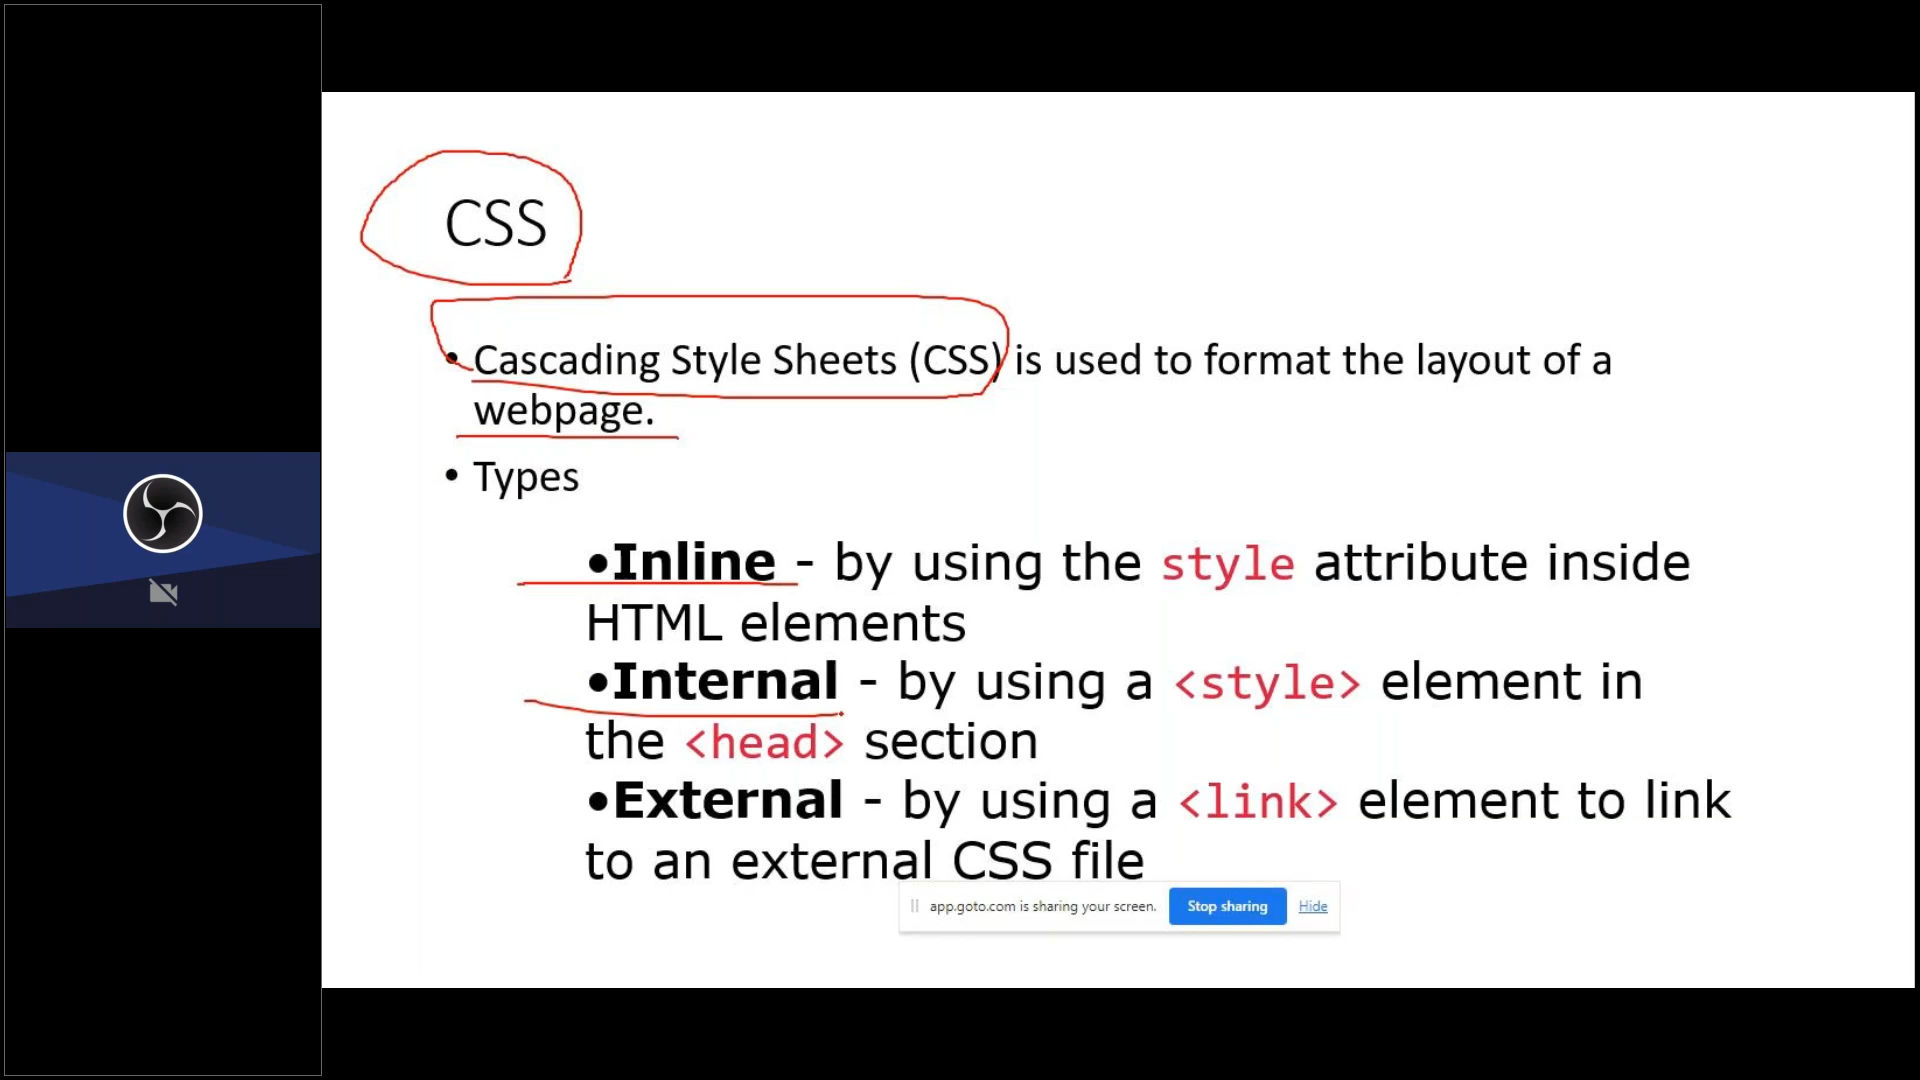 CSS
• Cascading Style Sheets (CSS) is used to format the layout of a
webpage.
• Types
•Inline - by using the style attribute inside
HTML elements
•Internal - by using a <style> element in
the <head> section
•External - by using a <link> element to link
to an external CSS file
app.goto.com is sharing your screen. Stop sharing Hide